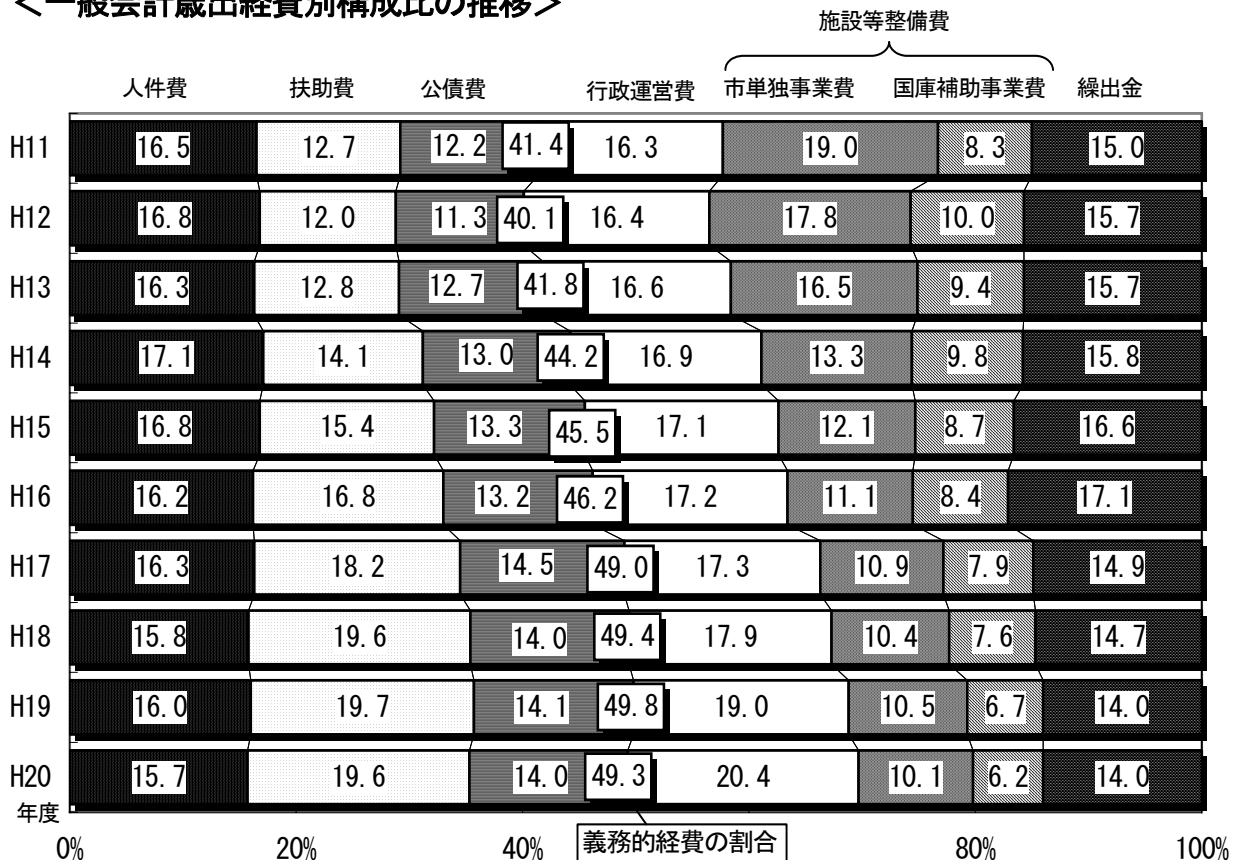 ＜一般会計歳出経費別構成比の推移＞
施設等整備費
人件費 扶助費 公債費 行政運営費 市単独事業費 国庫補助事業費 繰出金
H11 16.5 12.7 12.2 41.4 16.3 19.0 8.3 15.0
H12 16.8 12.0 11.3 40.1 16.4 17.8 10.0 15.7
H13 16.3 12.8 12.7 41.8 16.6 16.5 9.4 15.7
H14 17.1 14.1 13.0 44.2 16.9 13.3 9.8 15.8
H15 16.8 15.4 13.3 45.5 17.1 12.1 8.7 16.6
H16 16.2 16.8 13.2 46.2 17.2 11.1 8.4 17.1
H17 16.3 18.2 14.5 49.0 17.3 10.9 7.9 14.9
H18 15.8 19.6 14.0 49.4 17.9 10.4 7.6 14.7
H19 16.0 19.7 14.1 49.8 19.0 10.5 6.7 14.0
H20 15.7 19.6 14.0 49.3 20.4 10.1 6.2 14.0
年度
0% 20% 40% 義務的経費の割合 80% 100%